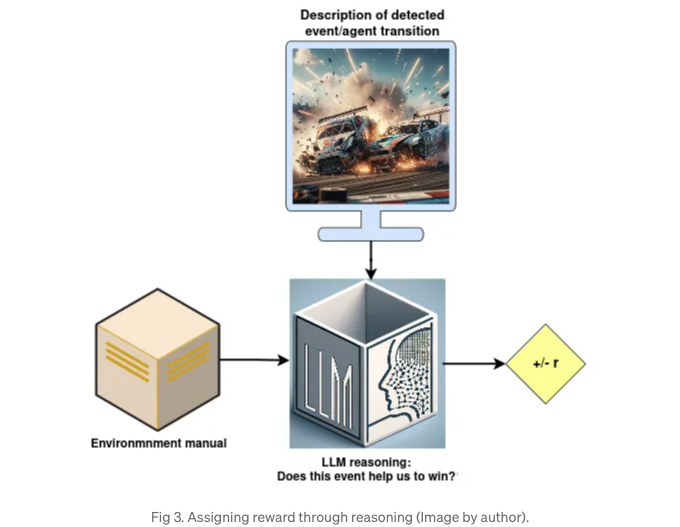 Description of detected
event/agent transition
LLM
+/- r
Environmnment manual
LLM reasoning:
Does this event help us to win?
Fig 3. Assigning reward through reasoning (Image by author).